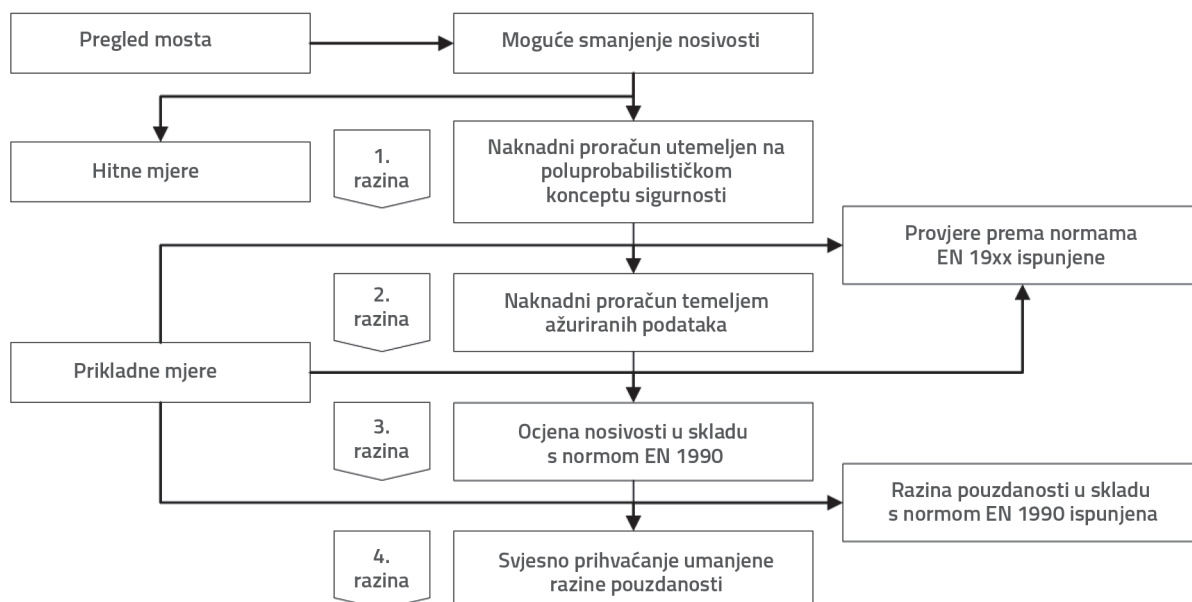 Pregled mosta
Moguće smanjenje nosivosti
Hitne mjere
1.
razina
Naknadni proračun utemeljen na
poluprobabilističkom
konceptu sigurnosti
Provjere prema normama
EN 19xx ispunjene
2.
razina
Naknadni proračun temeljem
ažuriranih podataka
Prikladne mjere
3.
razina
Ocjena nosivosti u skladu
s normom EN 1990
Razina pouzdanosti u skladu
s normom EN 1990 ispunjena
4.
razina
Svjesno prihvaćanje umanjene
razine pouzdanosti